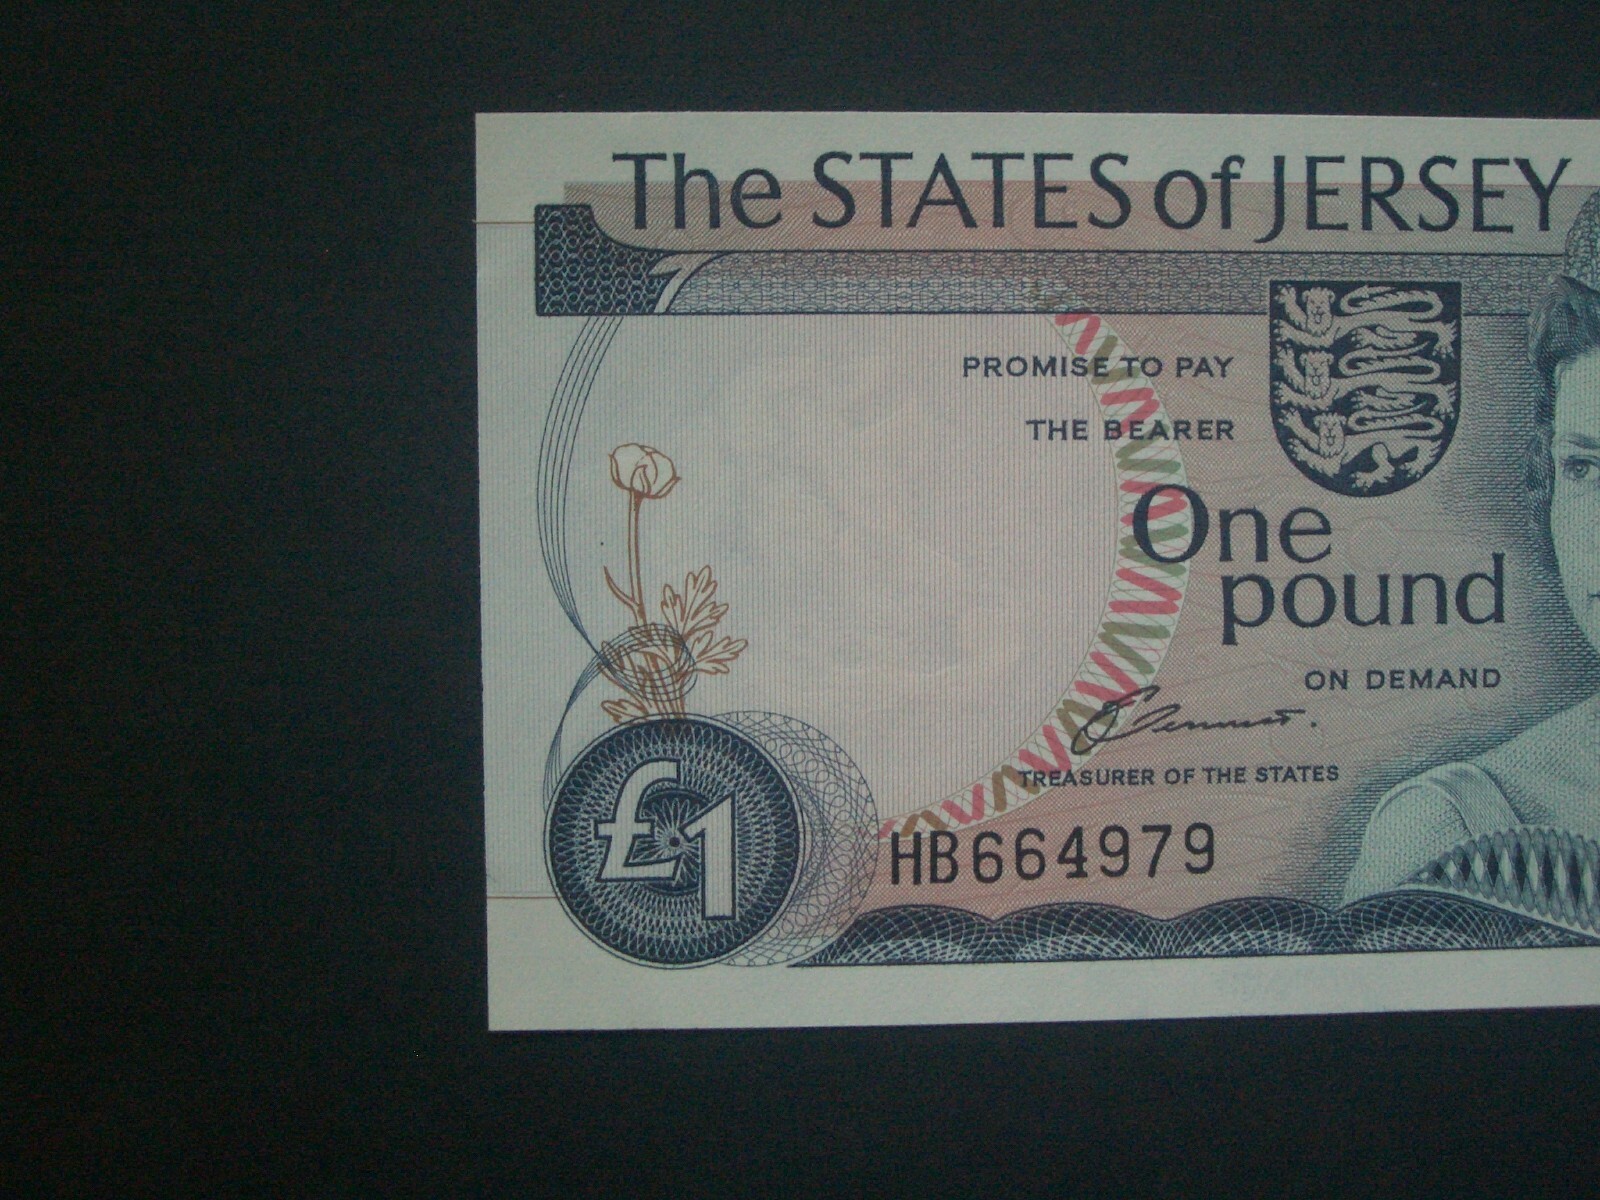 The STATES of JERSEY
PROMISE TO PAY
THE BEARER
One
pound
ON DEMAND
TREASURER OF THE STATES
£1
HB664979